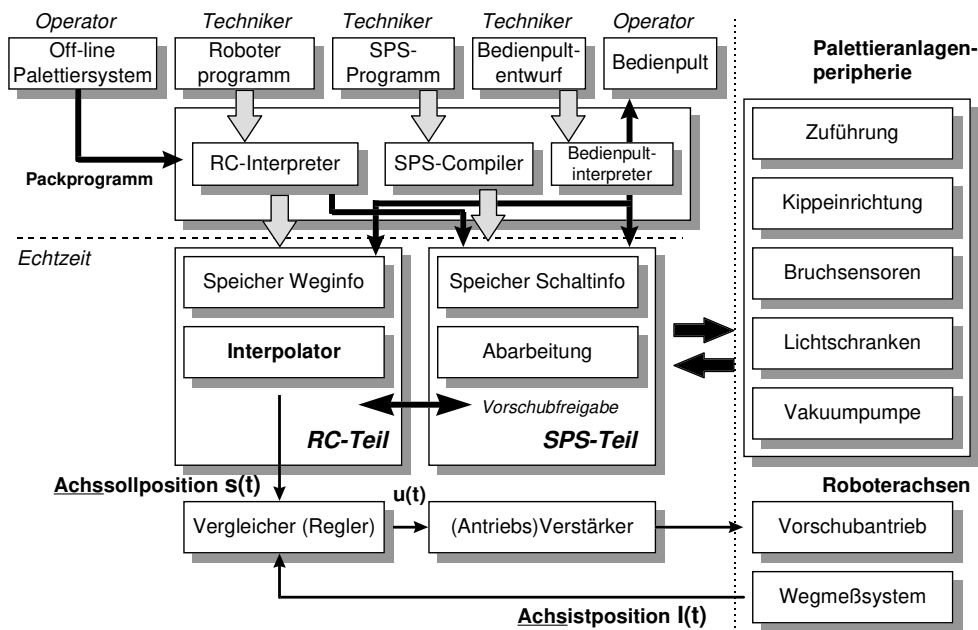 Operator
Techniker
Techniker
Techniker
Operator
Off-line
Palettiersystem
Roboter
programm
SPS-
Programm
Bedienpult-
entwurf
Bedienpult
Palettieranlagen-
peripherie
Packprogramm
RC-Interpreter
SPS-Compiler
Bedienpult-
interpreter
Zuführung
Kippeinrichtung
Bruchsensoren
Lichtschranken
Vakuumpumpe
Echtzeit
Speicher Weginfo
Interpolator
RC-Teil
Speicher Schaltinfo
Abarbeitung
Vorschubfreigabe
SPS-Teil
Achssollposition s(t)
u(t)
Roboterachsen
Vergleicher (Regler)
(Antriebs)Verstärker
Vorschubantrieb
Wegmeßsystem
Achsistposition l(t)